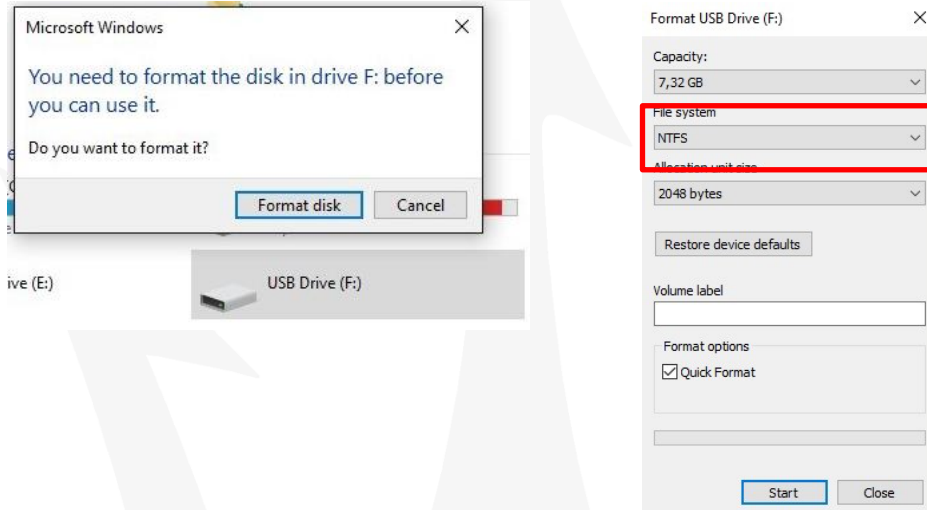 Microsoft Windows
You need to format the disk in drive F: before
you can use it.
Do you want to format it?
Format disk
Cancel
ive (E:)
USB Drive (F:)
Format USB Drive (F:)
Capacity:
7,32 GB
File system
NTFS
Allocation unit size
2048 bytes
Restore device defaults
Volume label
Format options
Quick Format
Start
Close